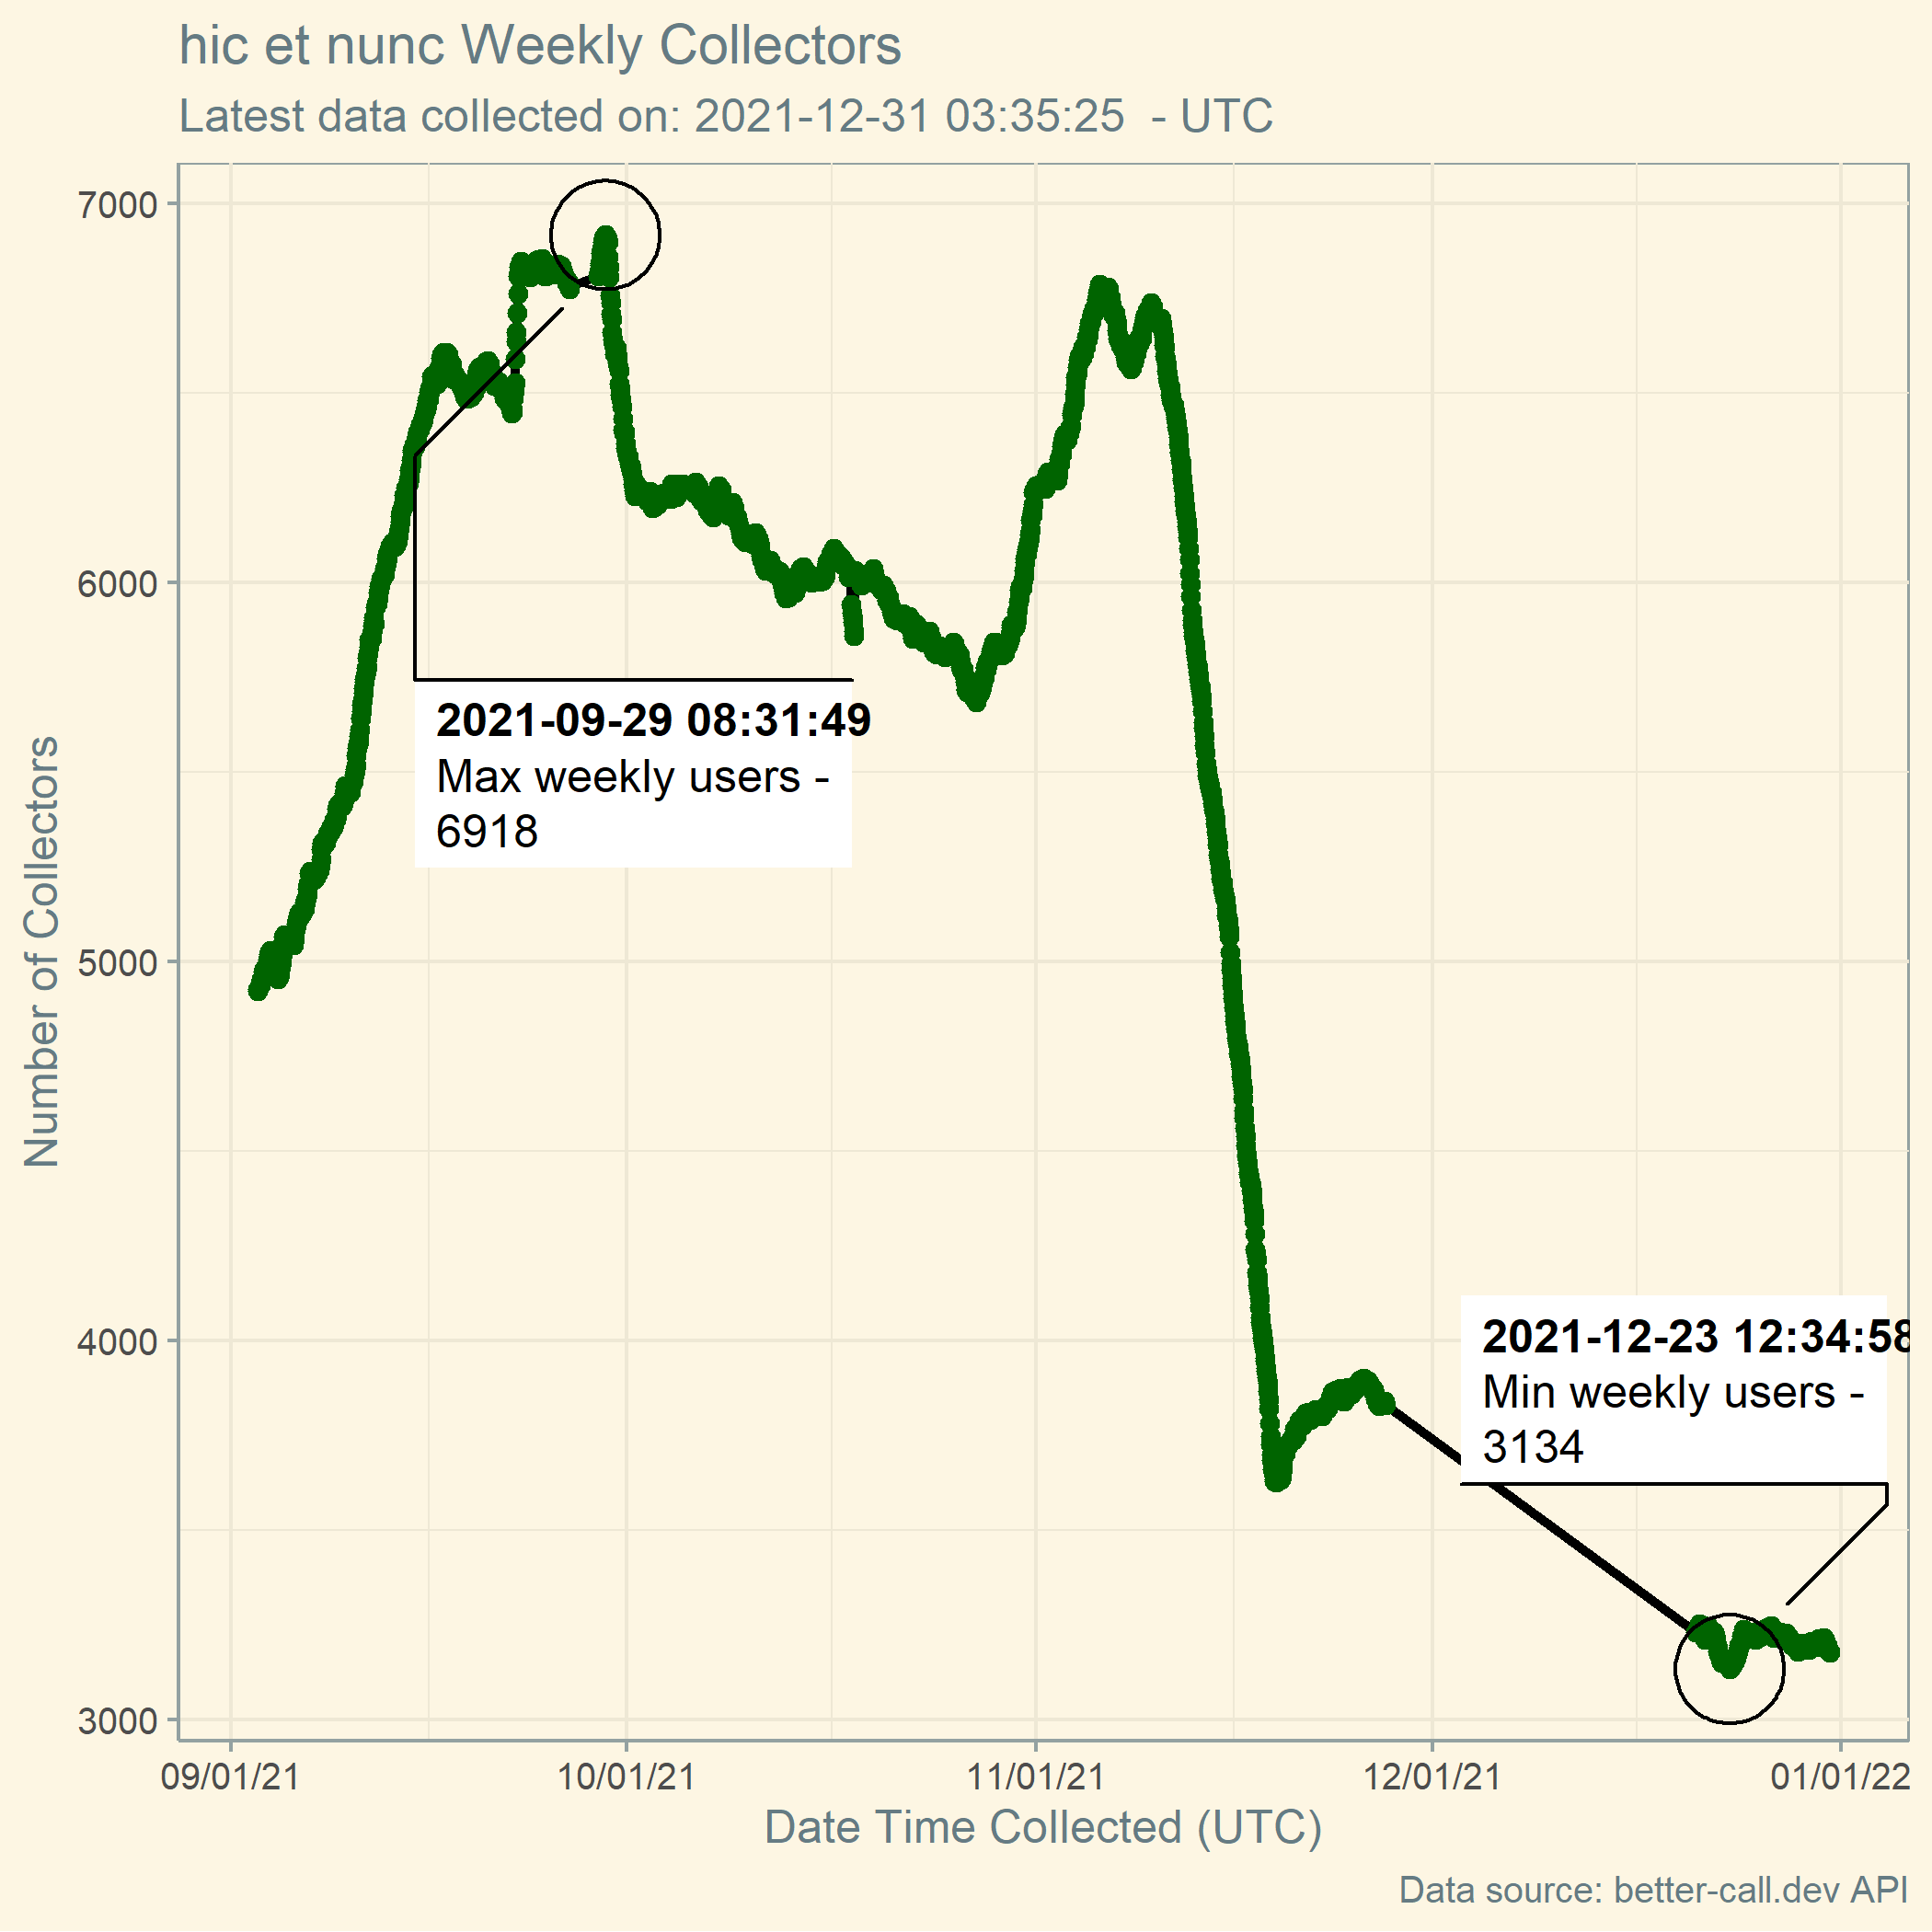 hic et nunc Weekly Collectors
Latest data collected on: 2021-12-31 03:35:25 - UTC
Number of Collectors
7000
6000
5000
4000
3000
2021-09-29 08:31:49
Max weekly users -
6918
2021-12-23 12:34:58
Min weekly users -
3134
09/01/21
10/01/21
11/01/21
12/01/21
01/01/22
Date Time Collected (UTC)
Data source: better-call.dev API